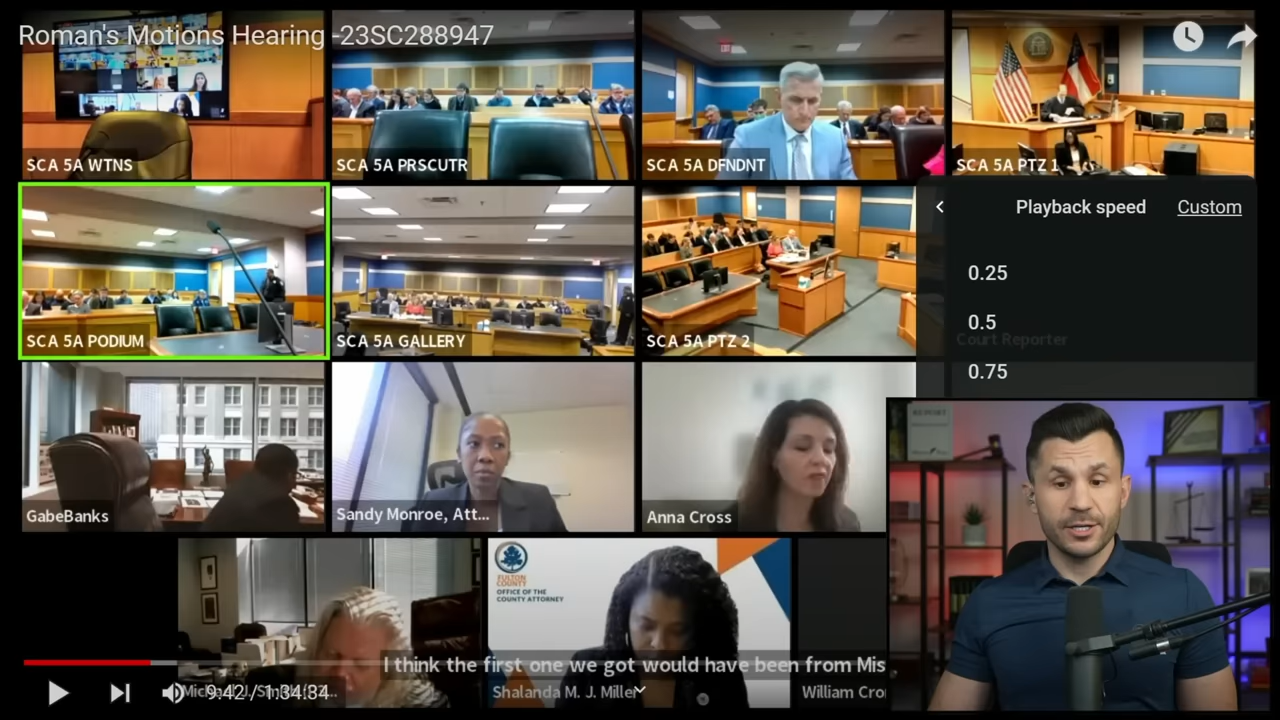 Roman's Motions Hearing -23SC288947
SCA 5A WTNS
SCA 5A PRSCUTR
SCA 5A DFNDNT
SCA 5A PTZ 1
Playback speed
Custom
0.25
0.5
0.75
Court Reporter
SCA 5A PODIUM
SCA 5A GALLERY
SCA 5A PTZ 2
GabeBanks
Sandy Monroe, Att...
Anna Cross
FULTON
COUNTY
OFFICE OF THE
COUNTY ATTORNEY
I think the first one we got would have been from Mis
9:42 / 1:34:34
Shalanda M. J. Miller
William Cro